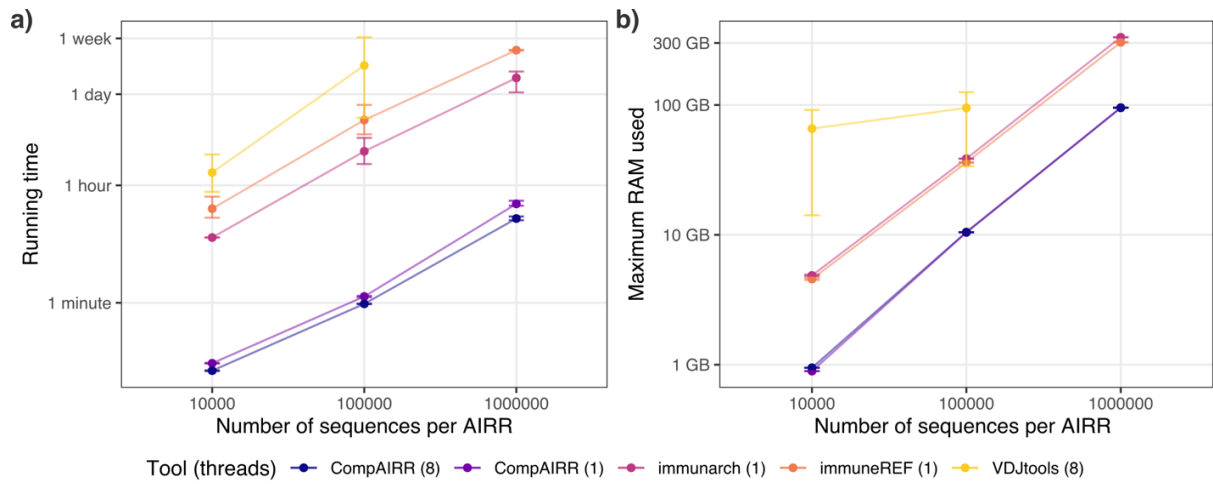 a)
1 week
1 day
1 hour
1 minute
Running time
10000 100000 1000000
Number of sequences per AIRR
b)
300 GB
100 GB
10 GB
1 GB
Maximum RAM used
10000 100000 1000000
Number of sequences per AIRR
Tool (threads) CompAIRR (8) CompAIRR (1) immunarch (1) immuneREF (1) VDJtools (8)